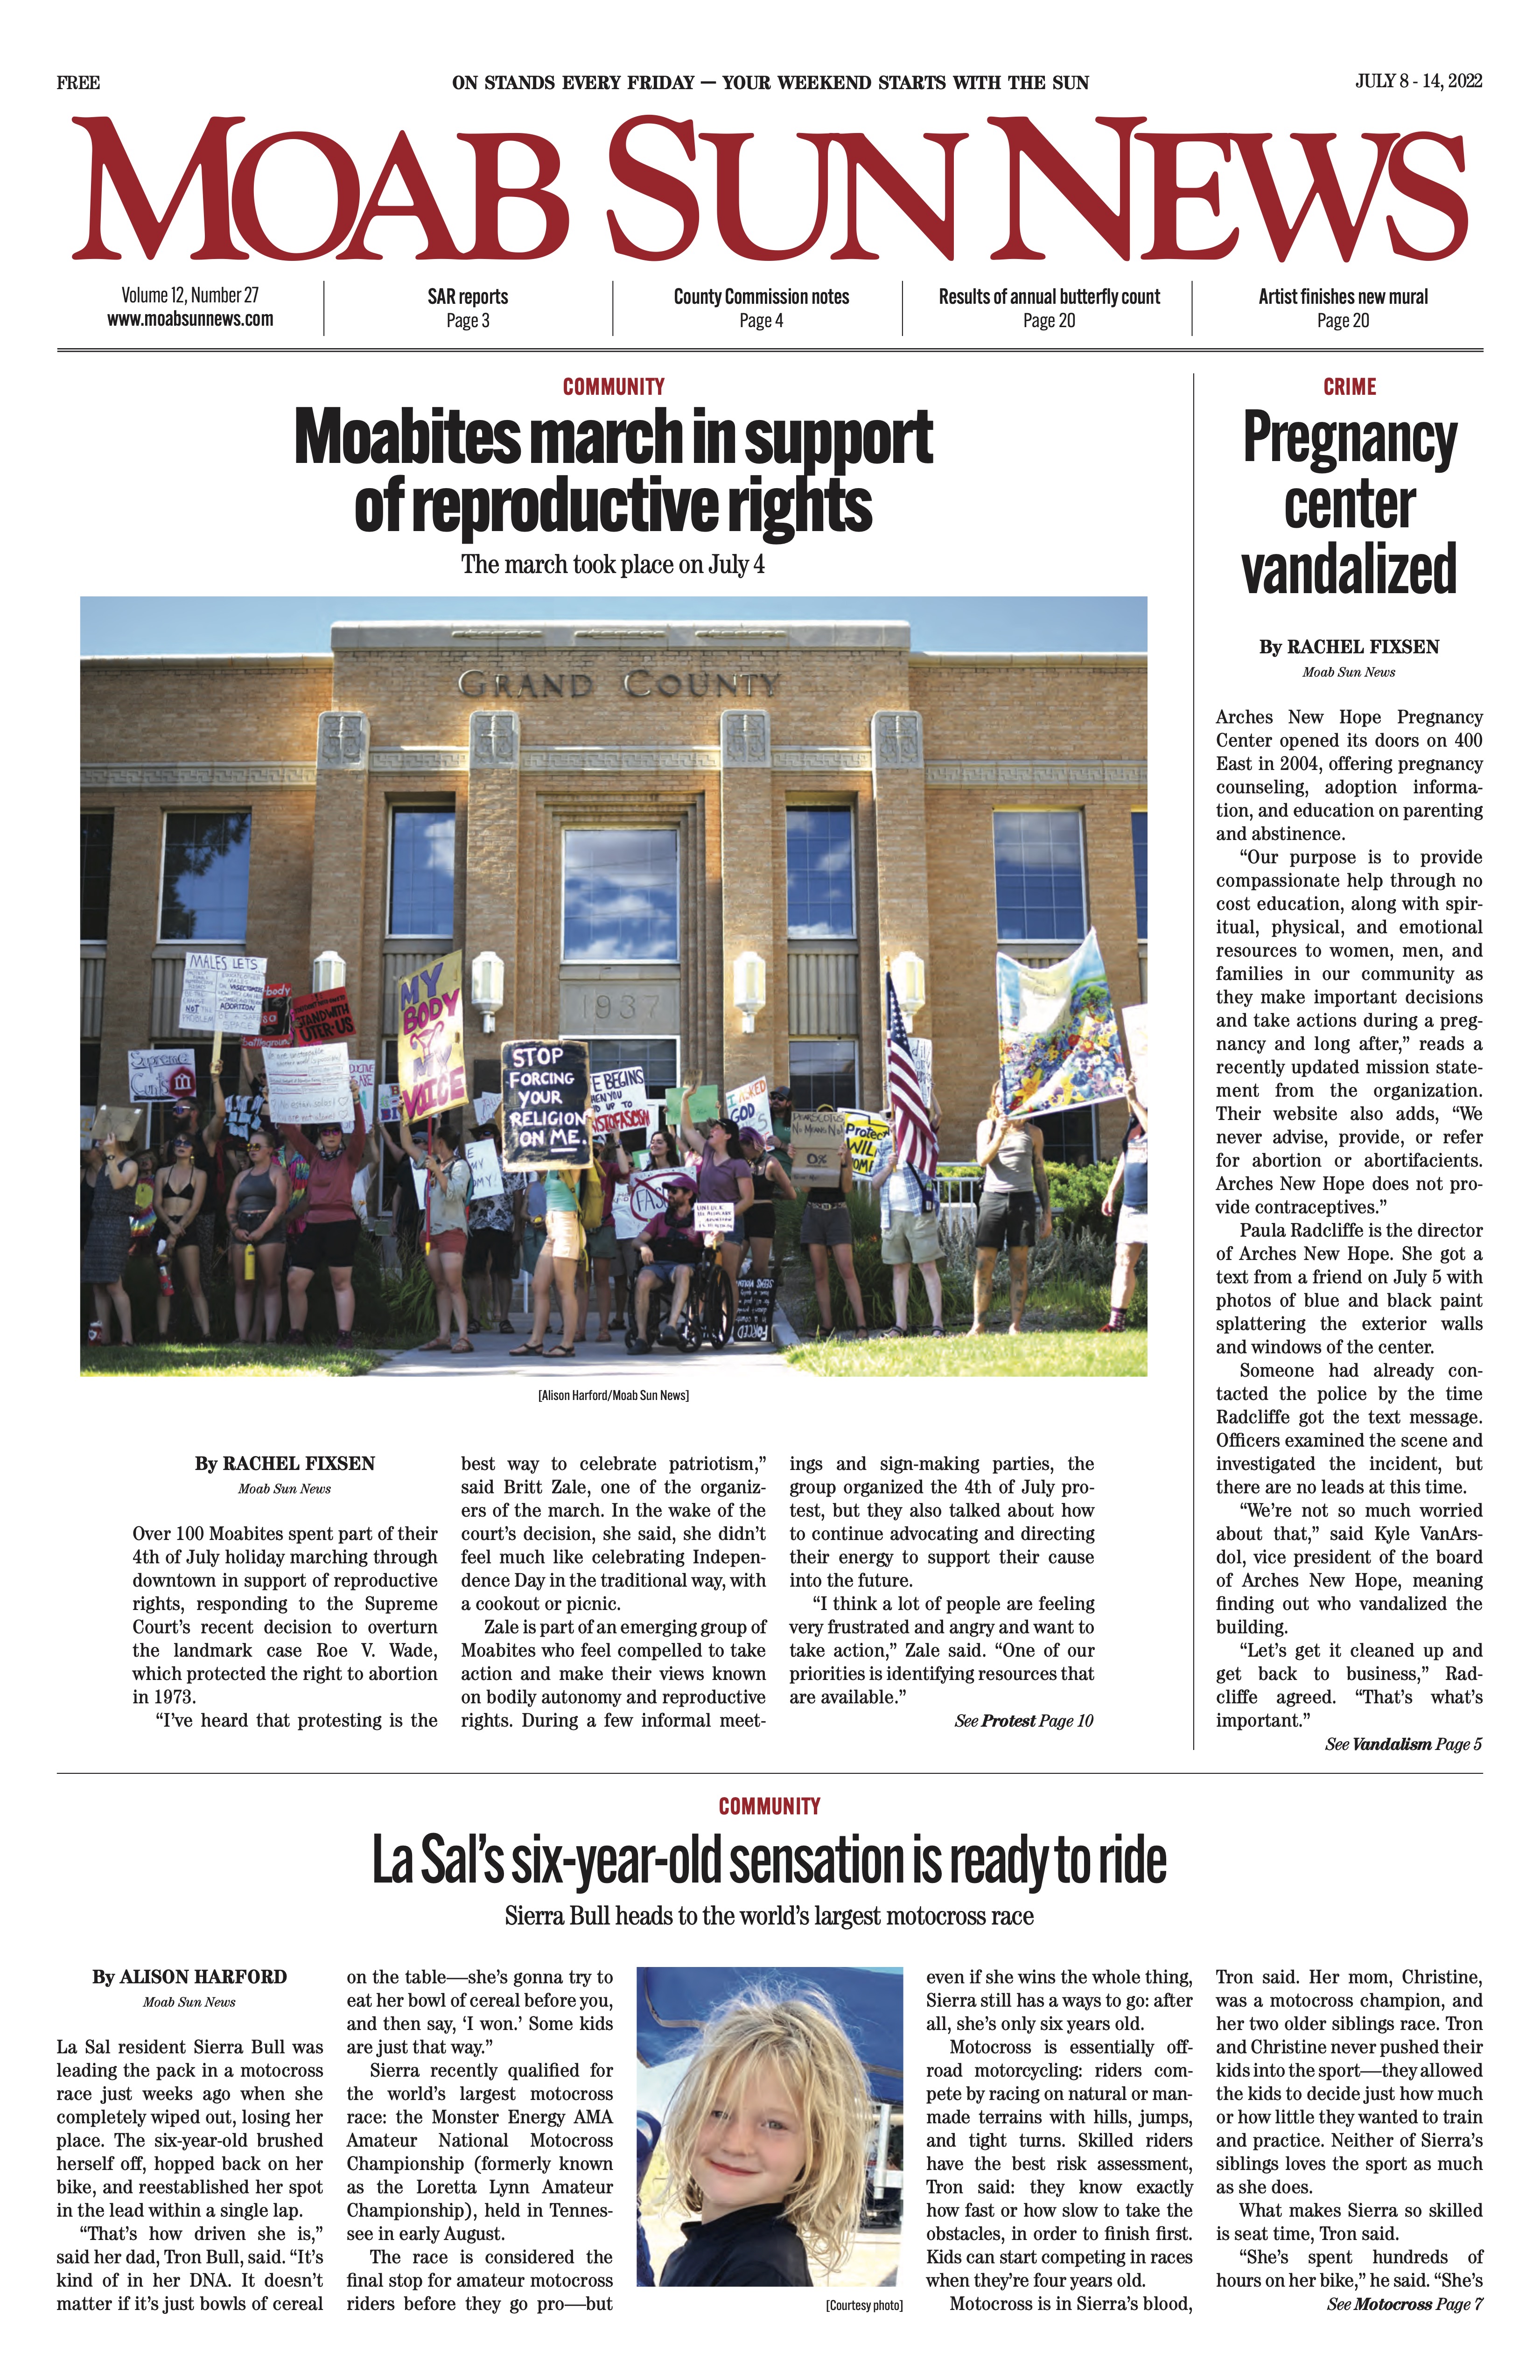 FREE
ON STANDS EVERY FRIDAY — YOUR WEEKEND STARTS WITH THE SUN
JULY 8 - 14, 2022
MOAB SUN NEWS
Volume 12, Number 27
www.moabsunnews.com
SAR reports
Page 3
County Commission notes
Page 4
Results of annual butterfly count
Page 20
Artist finishes new mural
Page 20
COMMUNITY
Moabites march in support
of reproductive rights
The march took place on July 4
GRAND COUNTY
1937
MALES LETS
ABORTION
NOT THE
PROBLEM
BE A SAFE
SPACE
body
STAND WITH
UTER-US
Supreme
MY
BODY
MY
VOICE
STOP
FORCING
YOUR
RELIGION
ON ME.
E BEGINS
HEN YOU
D UP TO
I ASKED
GOD
NO MEANS NO
Protect
FORCED
[Alison Harford/Moab Sun News]
By RACHEL FIXSEN
Moab Sun News
Over 100 Moabites spent part of their
4th of July holiday marching through
downtown in support of reproductive
rights, responding to the Supreme
Court's recent decision to overturn
the landmark case Roe V. Wade,
which protected the right to abortion
in 1973.
“I've heard that protesting is the
best way to celebrate patriotism,”
said Britt Zale, one of the organiz-
ers of the march. In the wake of the
court's decision, she said, she didn't
feel much like celebrating Indepen-
dence Day in the traditional way, with
a cookout or picnic.
Zale is part of an emerging group of
Moabites who feel compelled to take
action and make their views known
on bodily autonomy and reproductive
rights. During a few informal meet-
ings and sign-making parties, the
group organized the 4th of July pro-
test, but they also talked about how
to continue advocating and directing
their energy to support their cause
into the future.
“I think a lot of people are feeling
very frustrated and angry and want to
take action,” Zale said. “One of our
priorities is identifying resources that
are available.”
See Protest Page 10
CRIME
Pregnancy
center
vandalized
By RACHEL FIXSEN
Moab Sun News
Arches New Hope Pregnancy
Center opened its doors on 400
East in 2004, offering pregnancy
counseling, adoption informa-
tion, and education on parenting
and abstinence.
“Our purpose is to provide
compassionate help through no
cost education, along with spir-
itual, physical, and emotional
resources to women, men, and
families in our community as
they make important decisions
and take actions during a preg-
nancy and long after,” reads a
recently updated mission state-
ment from the organization.
Their website also adds, “We
never advise, provide, or refer
for abortion or abortifacients.
Arches New Hope does not pro-
vide contraceptives.”
Paula Radcliffe is the director
of Arches New Hope. She got a
text from a friend on July 5 with
photos of blue and black paint
splattering the exterior walls
and windows of the center.
Someone had already con-
tacted the police by the time
Radcliffe got the text message.
Officers examined the scene and
investigated the incident, but
there are no leads at this time.
“We're not so much worried
about that,” said Kyle VanArs-
dol, vice president of the board
of Arches New Hope, meaning
finding out who vandalized the
building.
“Let's get it cleaned up and
get back to business,” Rad-
cliffe agreed. “That's what's
important.”
See Vandalism Page 5
COMMUNITY
La Sal's six-year-old sensation is ready to ride
Sierra Bull heads to the world's largest motocross race
By ALISON HARFORD
Moab Sun News
La Sal resident Sierra Bull was
leading the pack in a motocross
race just weeks ago when she
completely wiped out, losing her
place. The six-year-old brushed
herself off, hopped back on her
bike, and reestablished her spot
in the lead within a single lap.
“That's how driven she is,”
said her dad, Tron Bull, said. “It's
kind of in her DNA. It doesn't
matter if it's just bowls of cereal
on the table—she's gonna try to
eat her bowl of cereal before you,
and then say, ‘I won.’ Some kids
are just that way.”
Sierra recently qualified for
the world's largest motocross
race: the Monster Energy AMA
Amateur National Motocross
Championship (formerly known
as the Loretta Lynn Amateur
Championship), held in Tennes-
see in early August.
The race is considered the
final stop for amateur motocross
riders before they go pro—but
[Courtesy photo]
even if she wins the whole thing,
Sierra still has a ways to go: after
all, she's only six years old.
Motocross is essentially off-
road motorcycling: riders com-
pete by racing on natural or man-
made terrains with hills, jumps,
and tight turns. Skilled riders
have the best risk assessment,
Tron said: they know exactly
how fast or how slow to take the
obstacles, in order to finish first.
Kids can start competing in races
when they're four years old.
Motocross is in Sierra's blood,
Tron said. Her mom, Christine,
was a motocross champion, and
her two older siblings race. Tron
and Christine never pushed their
kids into the sport—they allowed
the kids to decide just how much
or how little they wanted to train
and practice. Neither of Sierra's
siblings loves the sport as much
as she does.
What makes Sierra so skilled
is seat time, Tron said.
“She's spent hundreds of
hours on her bike,” he said. “She's
See Motocross Page 7